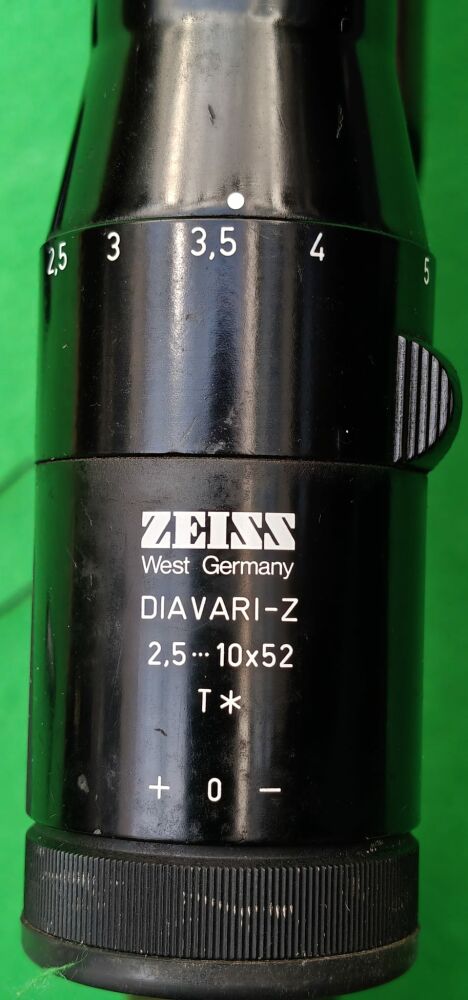 2,5 3 3,5 4 5
ZEISS
West Germany
DIAVARI-Z
2,5···10x52
T*
+ 0 -